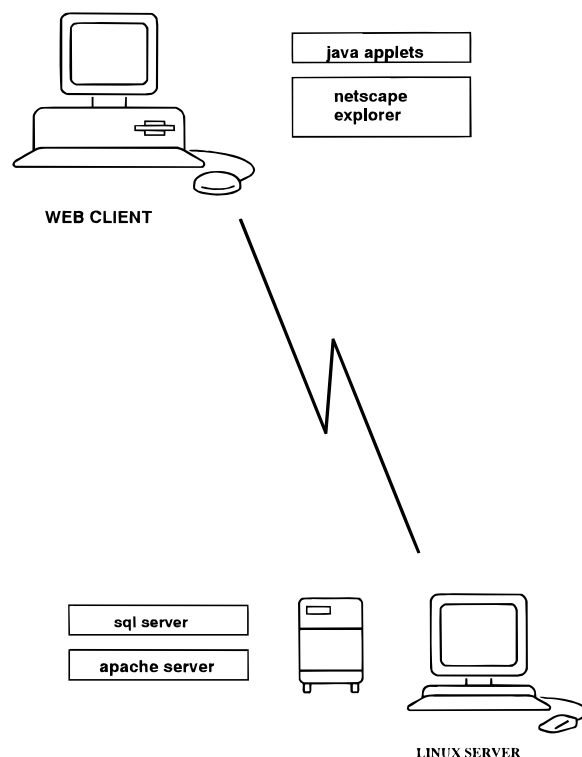 java applets
netscape
explorer
WEB CLIENT
sql server
apache server
LINUX SERVER